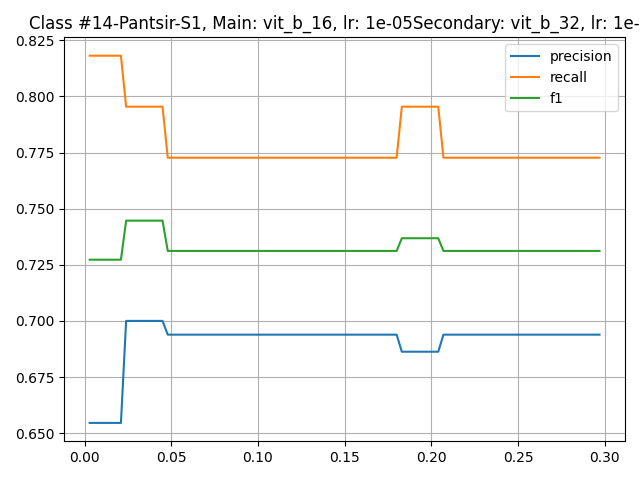 Class #14-Pantsir-S1, Main: vit_b_16, lr: 1e-05Secondary: vit_b_32, lr: 1e-
0.825
0.800
0.775
0.750
0.725
0.700
0.675
0.650
precision
recall
f1
0.00 0.05 0.10 0.15 0.20 0.25 0.30